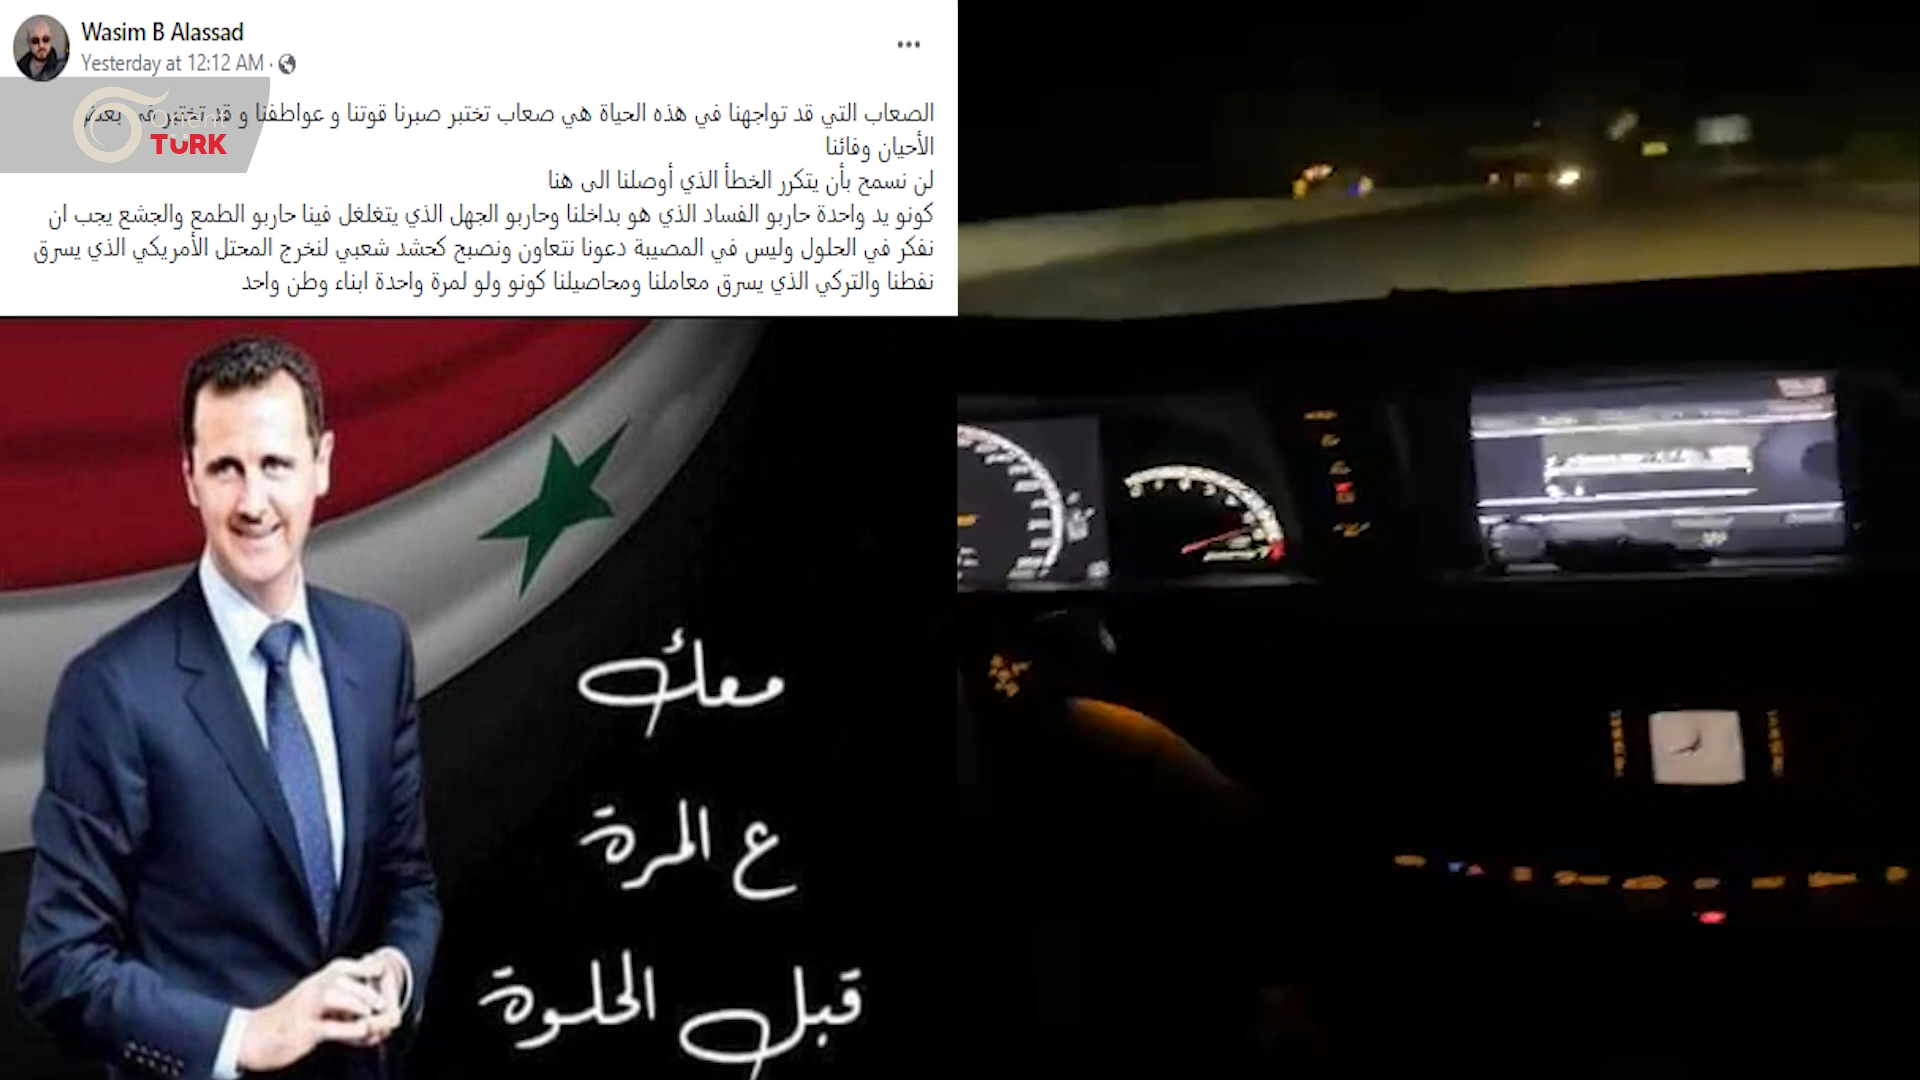 Wasim B Alassad
Yesterday at 12:12 AM ·
Orient
TÜRK
الصعاب التي قد تواجهنا في هذه الحياة هي صعاب تختبر صبرنا قوتنا و عواطفنا و قد تختبر في بعض
الأحيان وفائنا
لن نسمح بأن يتكرر الخطأ الذي أوصلنا الى هنا
كونو يد واحدة حاربو الفساد الذي هو بداخلنا وحاربو الجهل الذي يتغلغل فينا حاربو الطمع والجشع يجب ان
نفكر في الحلول وليس في المصيبة دعونا نتعاون ونصبح كحشد شعبي لنخرج المحتل الأمريكي الذي يسرق
نفطنا والتركي الذي يسرق معاملنا ومحاصيلنا كونو ولو لمرة واحدة ابناء وطن واحد
معك
ع المرة
قبل الحلوة